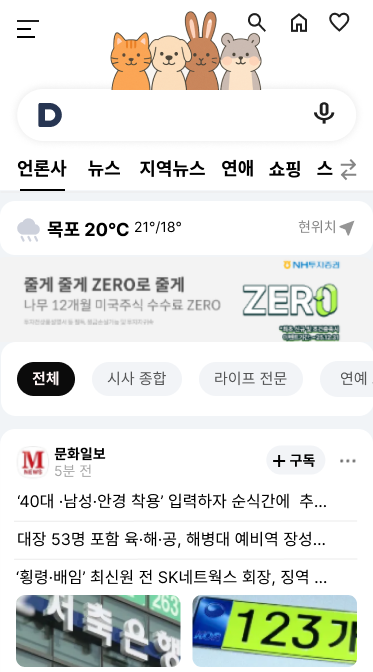 D
언론사 뉴스 지역뉴스 연애 쇼핑 스
목포 20°C 21°/18° 현위치
NH투자증권
줄게 줄게 ZERO로 줄게
나무 12개월 미국주식 수수료 ZERO
ZERO
전체 시사 종합 라이프 전문 연예
M
NEWS
문화일보
5분 전
+ 구독
‘40대 ·남성·안경 착용’ 입력하자 순식간에 추...
대장 53명 포함 육·해·공, 해병대 예비역 장성...
‘횡령·배임’ 최신원 전 SK네트웍스 회장, 징역 ...
저축은행
263
123가